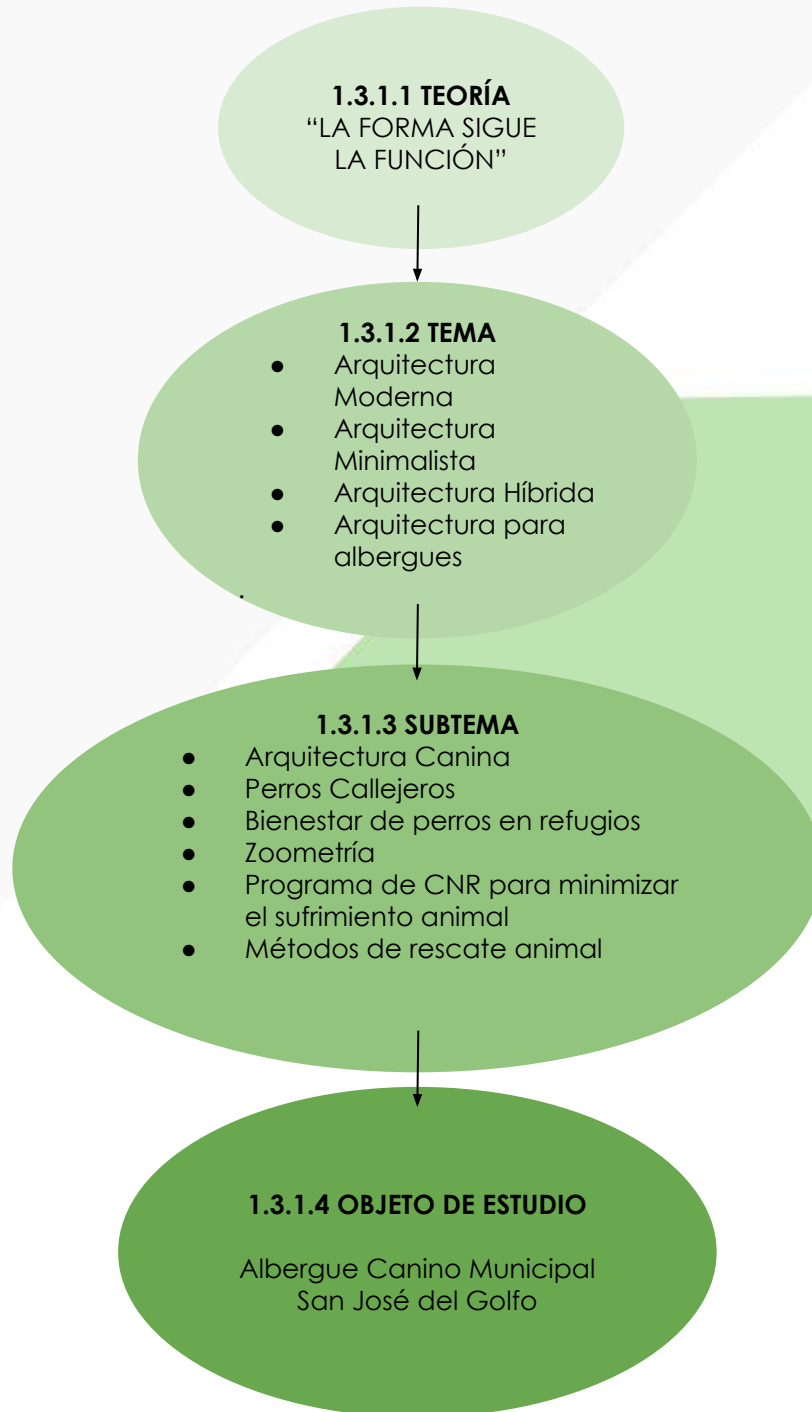 1.3.1.1 TEORÍA
“LA FORMA SIGUE
LA FUNCIÓN”
1.3.1.2 TEMA
● Arquitectura
Moderna
● Arquitectura
Minimalista
● Arquitectura Híbrida
● Arquitectura para
albergues
.
1.3.1.3 SUBTEMA
● Arquitectura Canina
● Perros Callejeros
● Bienestar de perros en refugios
● Zoometría
● Programa de CNR para minimizar
el sufrimiento animal
● Métodos de rescate animal
1.3.1.4 OBJETO DE ESTUDIO
Albergue Canino Municipal
San José del Golfo